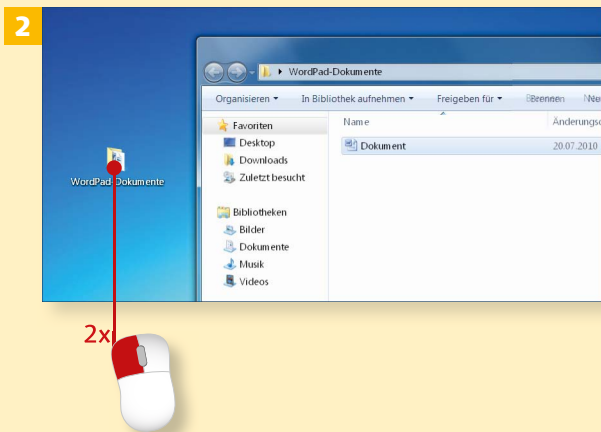 2
WordPad-Dokumente
Organisieren In Bibliothek aufnehmen Freigeben für Brennen
Favoriten
Desktop
Downloads
Zuletzt besucht
Bibliotheken
Bilder
Dokumente
Musik
Videos
Name
Dokument 20.07.2010
WordPad-Dokumente
2x